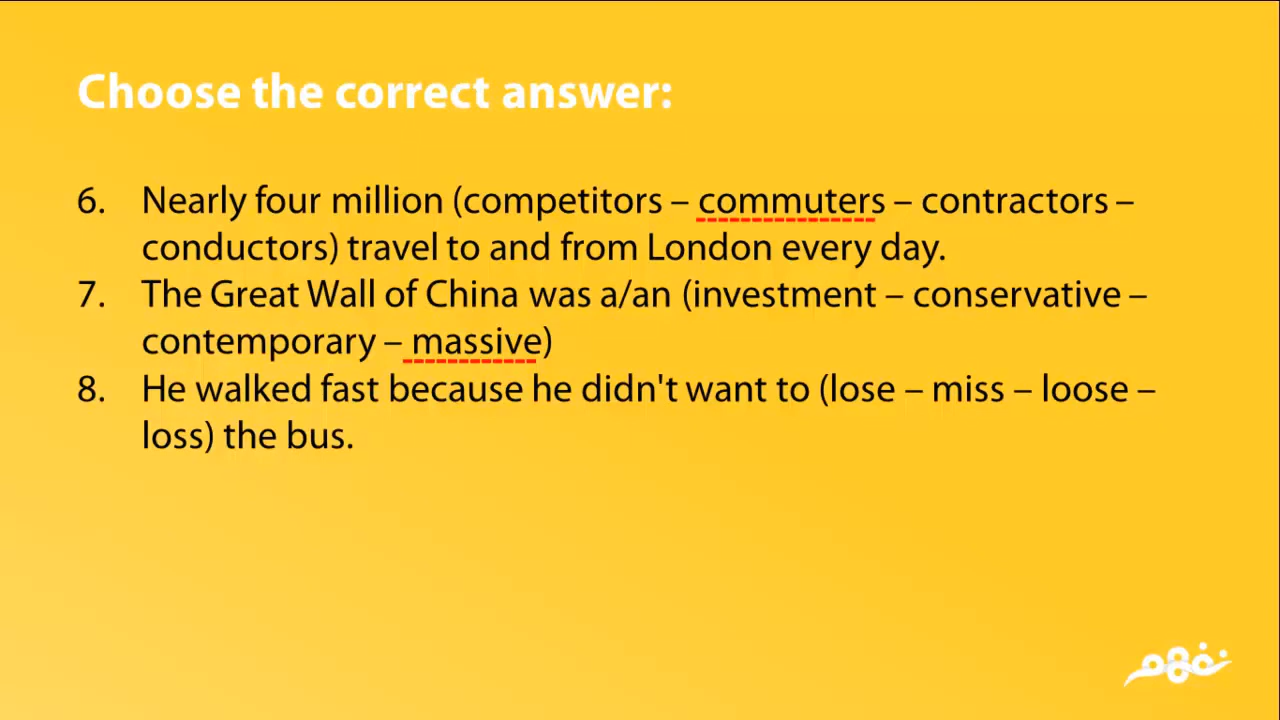 Choose the correct answer:
6. Nearly four million (competitors – commuters – contractors –
conductors) travel to and from London every day.
7. The Great Wall of China was a/an (investment – conservative –
contemporary – massive)
8. He walked fast because he didn't want to (lose – miss – loose –
loss) the bus.
نفهم